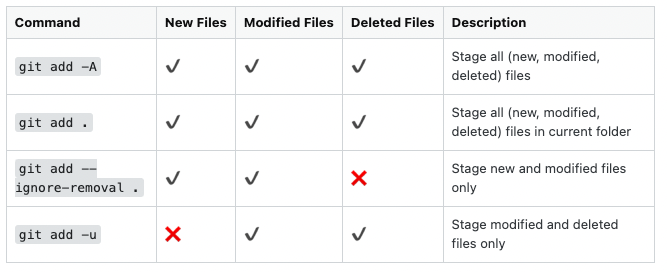 Command New Files Modified Files Deleted Files Description
git add -A ✔ ✔ ✔ Stage all (new, modified,
deleted) files
git add . ✔ ✔ ✔ Stage all (new, modified,
deleted) files in current folder
git add --
ignore-removal . ✔ ✔ ❌ Stage new and modified files
only
git add -u ❌ ✔ ✔ Stage modified and deleted
files only